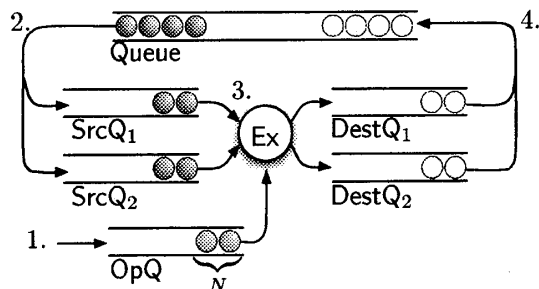 2.
4.
Queue
3.
SrcQ1
Ex
DestQ1
SrcQ2
DestQ2
1.
OpQ
N